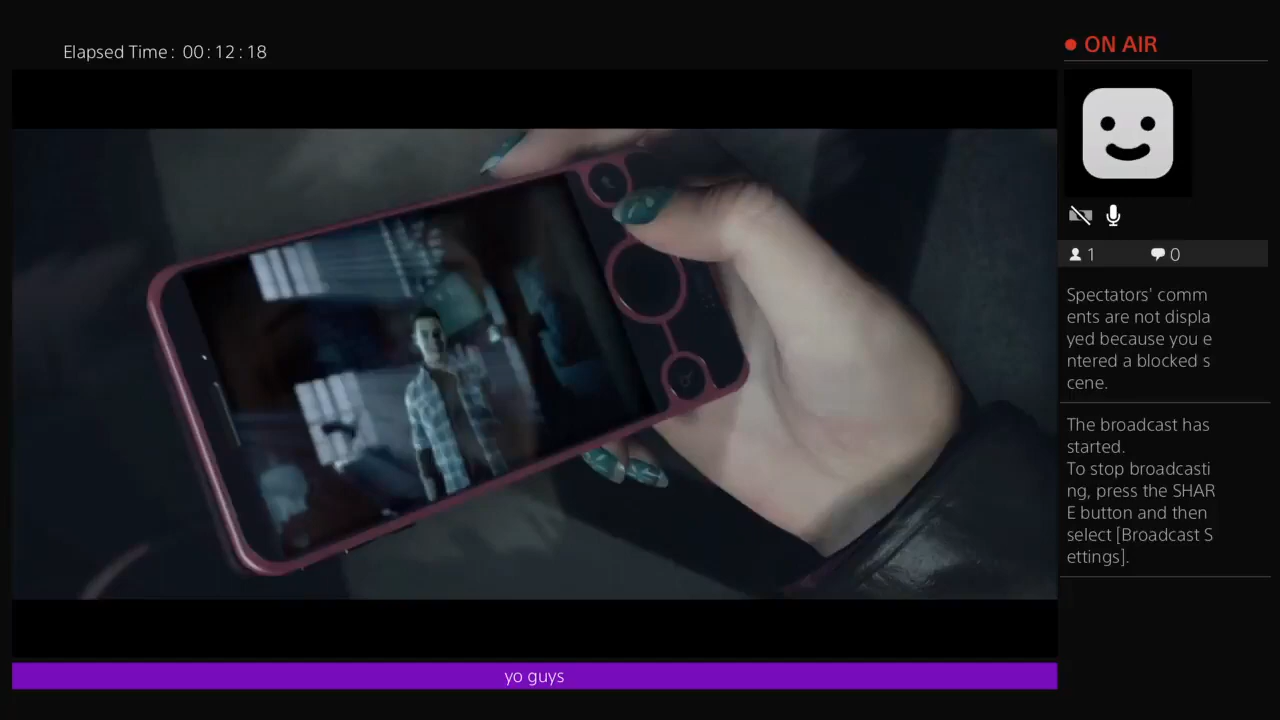 Elapsed Time: 00:12:18
ON AIR
1 0
Spectators' comm
ents are not displa
yed because you e
ntered a blocked s
cene.
The broadcast has
started.
To stop broadcasti
ng, press the SHAR
E button and then
select [Broadcast S
ettings].
yo guys